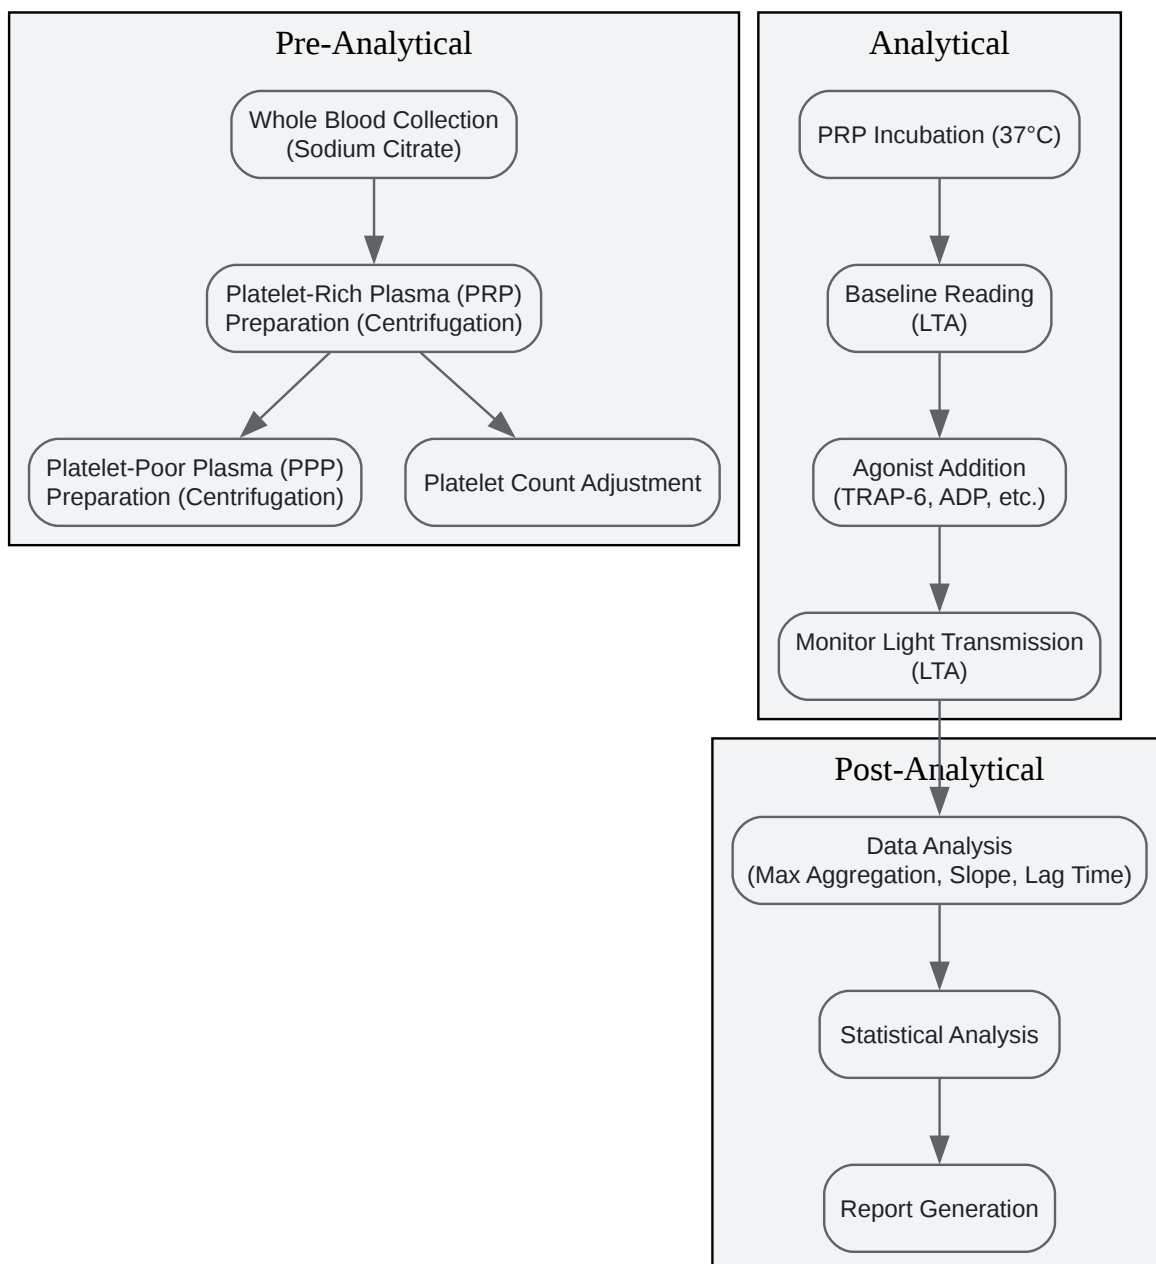 Pre-Analytical
Whole Blood Collection
(Sodium Citrate)
Platelet-Rich Plasma (PRP)
Preparation (Centrifugation)
Platelet-Poor Plasma (PPP)
Preparation (Centrifugation)
Platelet Count Adjustment
Analytical
PRP Incubation (37°C)
Baseline Reading
(LTA)
Agonist Addition
(TRAP-6, ADP, etc.)
Monitor Light Transmission
(LTA)
Post-Analytical
Data Analysis
(Max Aggregation, Slope, Lag Time)
Statistical Analysis
Report Generation